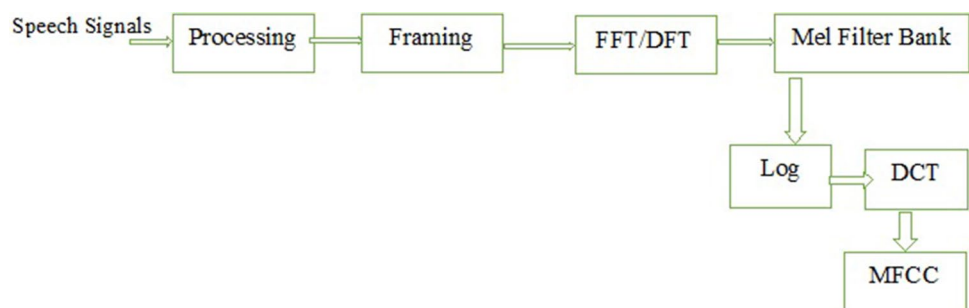 Speech Signals
Processing
Framing
FFT/DFT
Mel Filter Bank
Log
DCT
MFCC